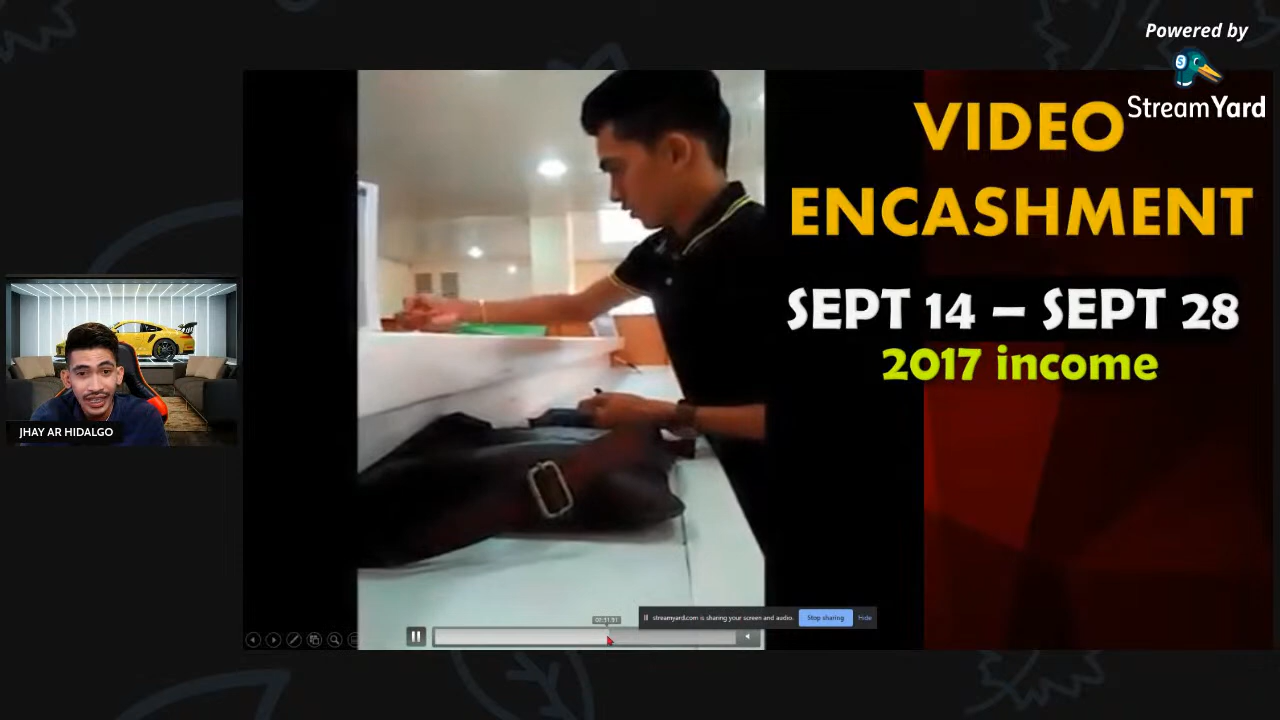 Powered by
StreamYard
VIDEO
ENCASHMENT
SEPT 14 – SEPT 28
2017 income
JHAY AR HIDALGO
streamyard.com is sharing your screen and audio.
Stop sharing
Hide